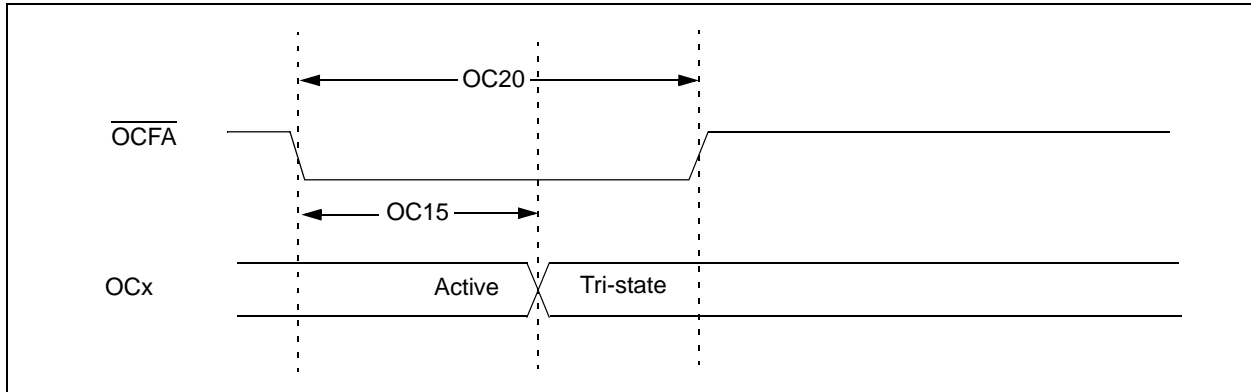 OC20
OCFA
OC15
OCx
Active
Tri-state